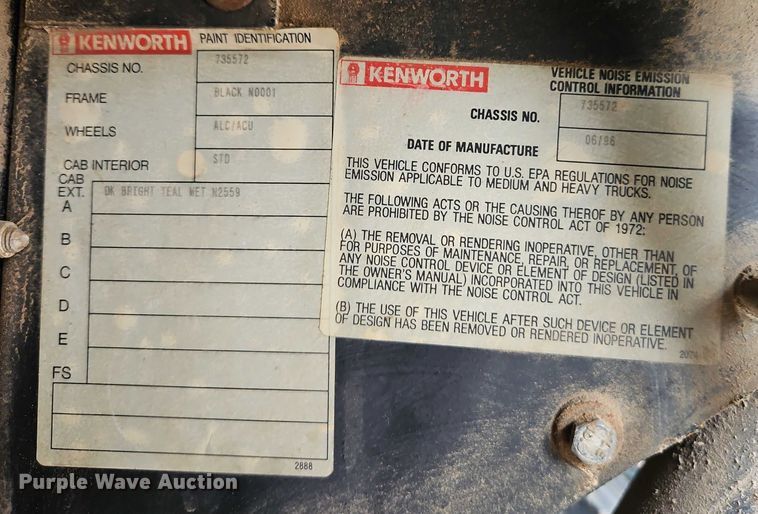 KENWORTH PAINT IDENTIFICATION
CHASSIS NO. 735572
FRAME BLACK N0001
WHEELS ALC/ACU
CAB INTERIOR STD
CAB
EXT. DK BRIGHT TEAL WET N2559
A
B
C
D
E
FS
2888
KENWORTH VEHICLE NOISE EMISSION
CONTROL INFORMATION
CHASSIS NO. 735572
DATE OF MANUFACTURE 06/96
THIS VEHICLE CONFORMS TO U.S. EPA REGULATIONS FOR NOISE
EMISSION APPLICABLE TO MEDIUM AND HEAVY TRUCKS.
THE FOLLOWING ACTS OR THE CAUSING THEROF BY ANY PERSON
ARE PROHIBITED BY THE NOISE CONTROL ACT OF 1972:
(A) THE REMOVAL OR RENDERING INOPERATIVE, OTHER THAN
FOR PURPOSES OF MAINTENANCE, REPAIR, OR REPLACEMENT, OF
ANY NOISE CONTROL DEVICE OR ELEMENT OF DESIGN (LISTED IN
THE OWNER'S MANUAL) INCORPORATED INTO THIS VEHICLE IN
COMPLIANCE WITH THE NOISE CONTROL ACT.
(B) THE USE OF THIS VEHICLE AFTER SUCH DEVICE OR ELEMENT
OF DESIGN HAS BEEN REMOVED OR RENDERED INOPERATIVE.
2074
Purple Wave Auction